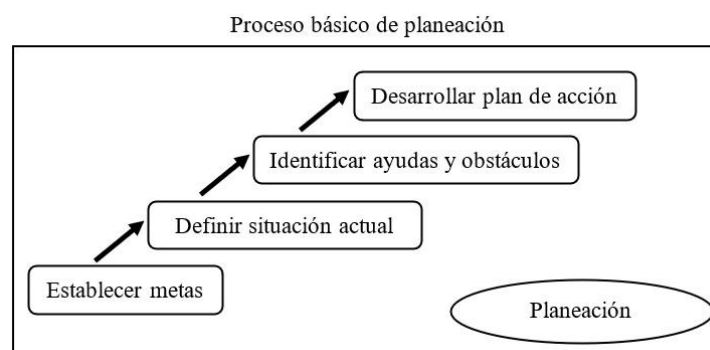 Proceso básico de planeación
Desarrollar plan de acción
Identificar ayudas y obstáculos
Definir situación actual
Establecer metas
Planeación